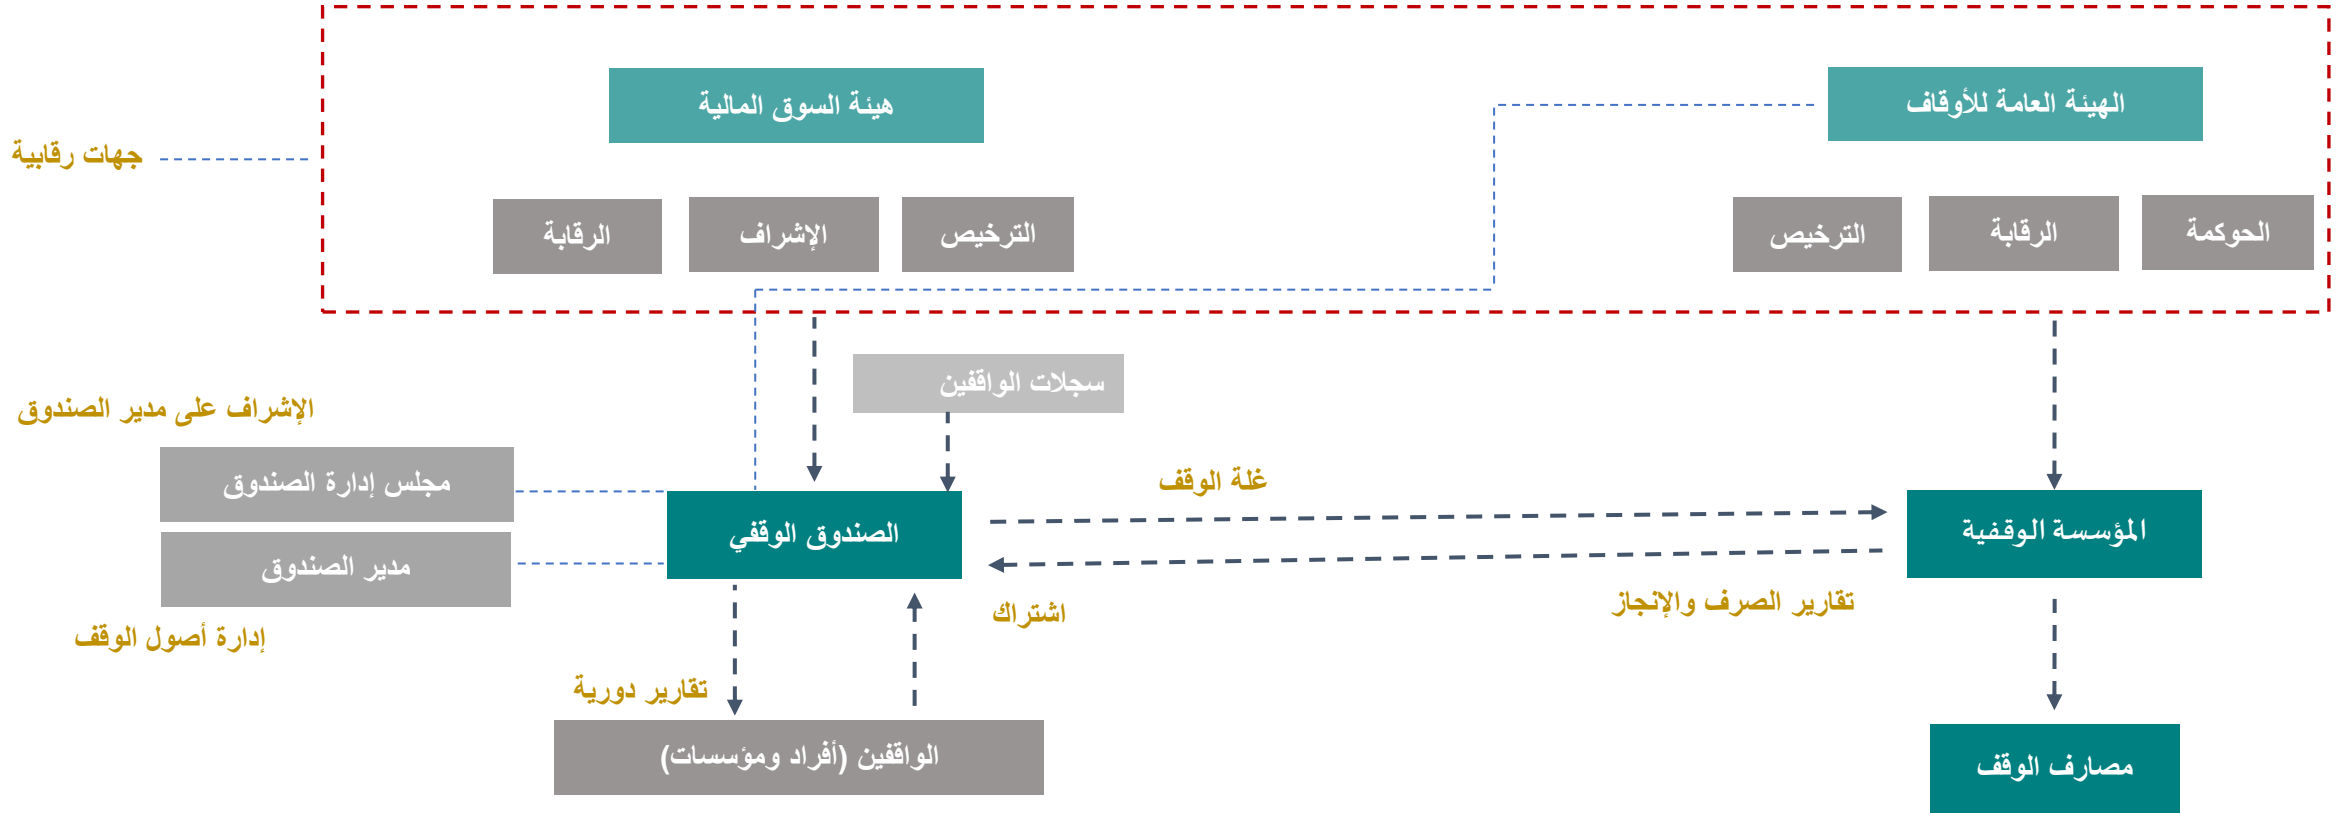 الهيئة العامة للأوقاف
هيئة السوق المالية
جهات رقابية
الحوكمة
الرقابة
الترخيص
الترخيص
الإشراف
الرقابة
سجلات الواقفين
الإشراف على مدير الصندوق
مجلس إدارة الصندوق
غلة الوقف
المؤسسة الوقفية
الصندوق الوقفي
مدير الصندوق
تقارير الصرف والإنجاز
اشتراك
إدارة أصول الوقف
تقارير دورية
الواقفين (أفراد ومؤسسات)
مصارف الوقف